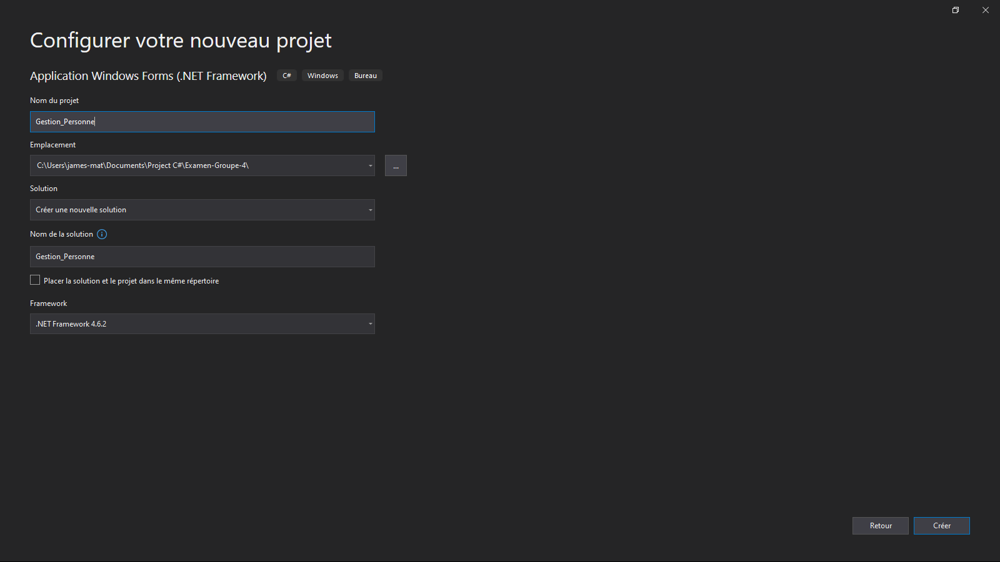 Configurer votre nouveau projet
Application Windows Forms (.NET Framework) C# Windows Bureau
Nom du projet
Gestion_Personne
Emplacement
C:\Users\james-mat\Documents\Project C#\Examen-Groupe-4\
...
Solution
Créer une nouvelle solution
Nom de la solution
Gestion_Personne
Placer la solution et le projet dans le même répertoire
Framework
.NET Framework 4.6.2
Retour Créer